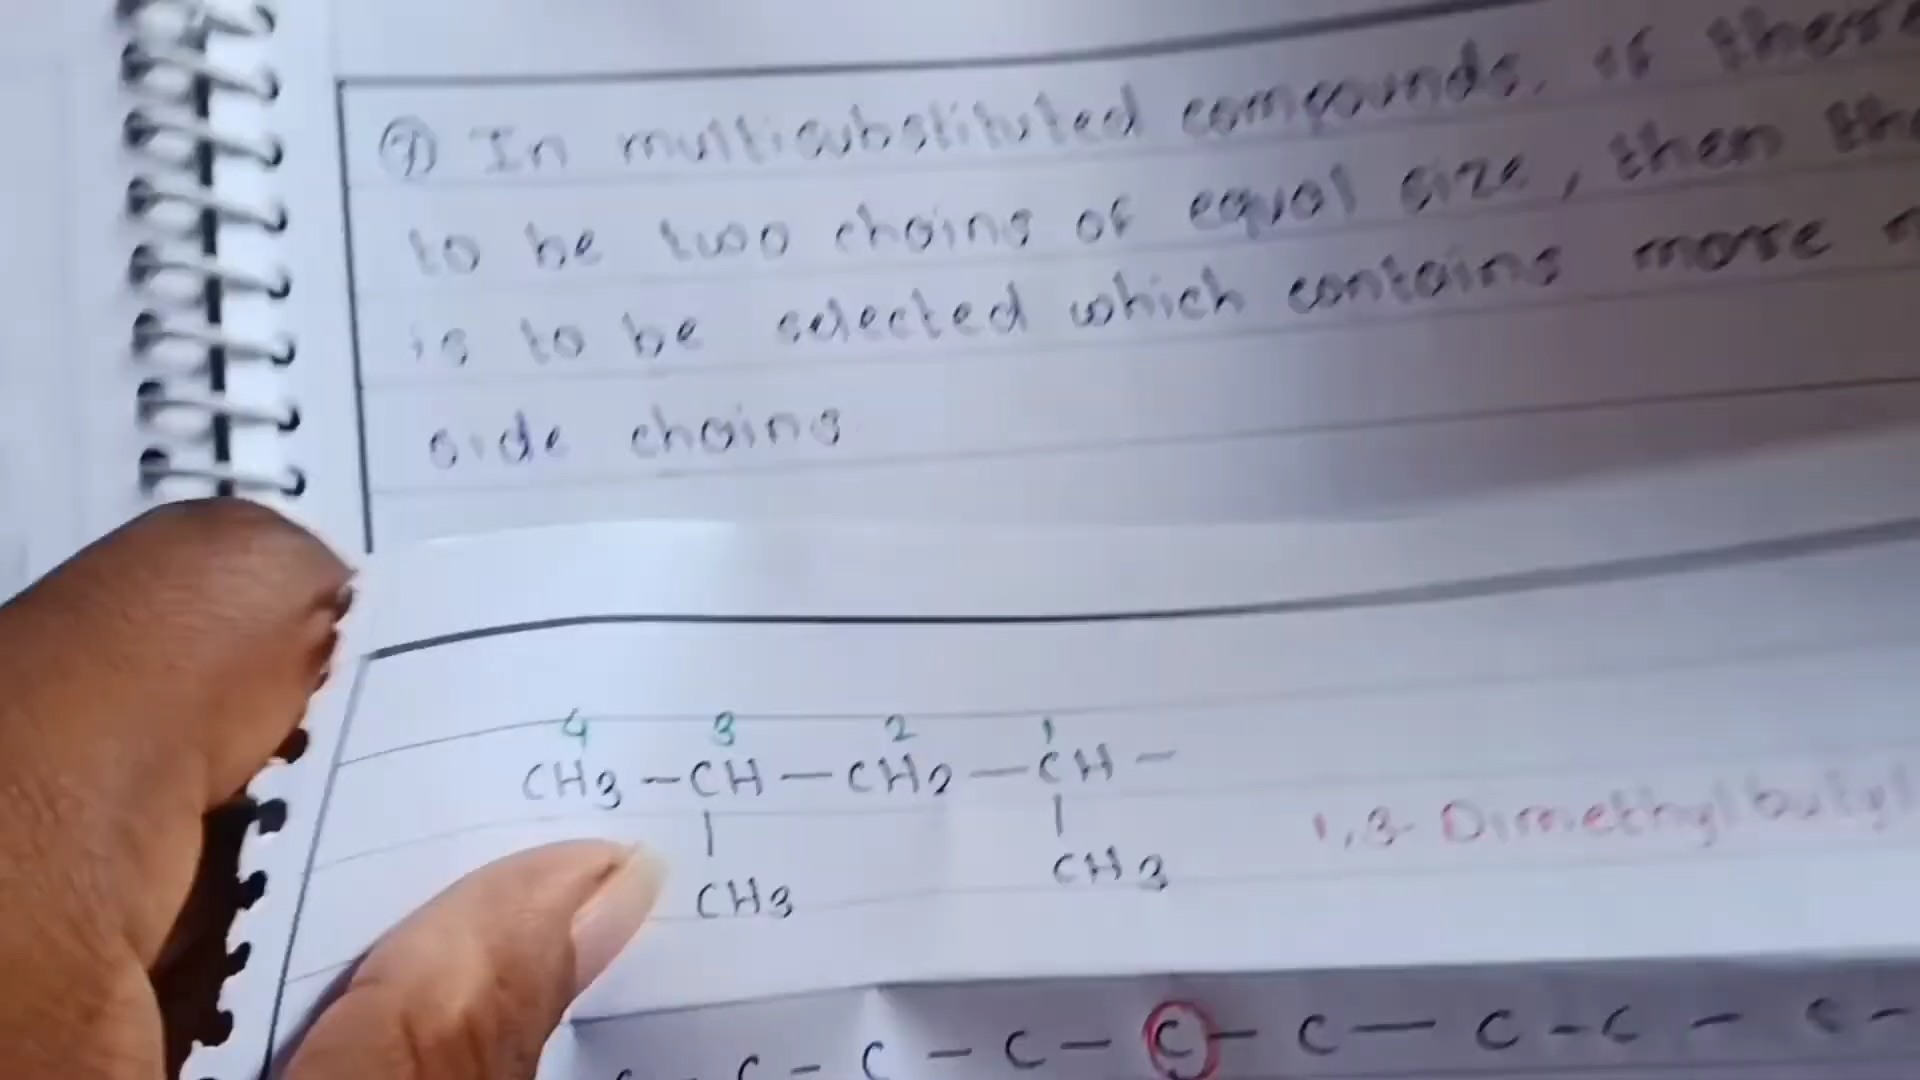 ⑦ In multisubstituted compounds, if there
to be two chains of equal size, then the
is to be selected which contains more
side chains
4 3 2 1
CH3 - CH - CH2 - CH -
CH3 CH3
1,3-Dimethylbutyl
C - C - C - C - C - C - C - C - C -